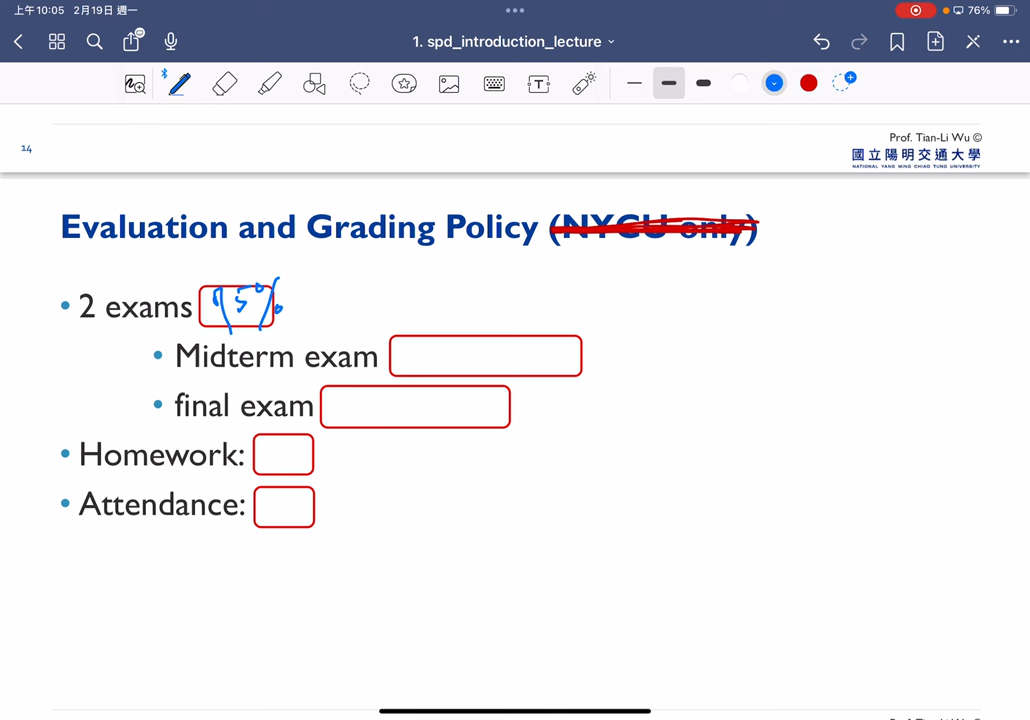 上午10:05 2月19日 週一
76%
1. spd_introduction_lecture
T
14
Prof. Tian-Li Wu ©
國立陽明交通大學
NATIONAL YANG MING CHIAO TUNG UNIVERSITY
Evaluation and Grading Policy (NYCU only)
• 2 exams 95%
• Midterm exam
• final exam
• Homework:
• Attendance: